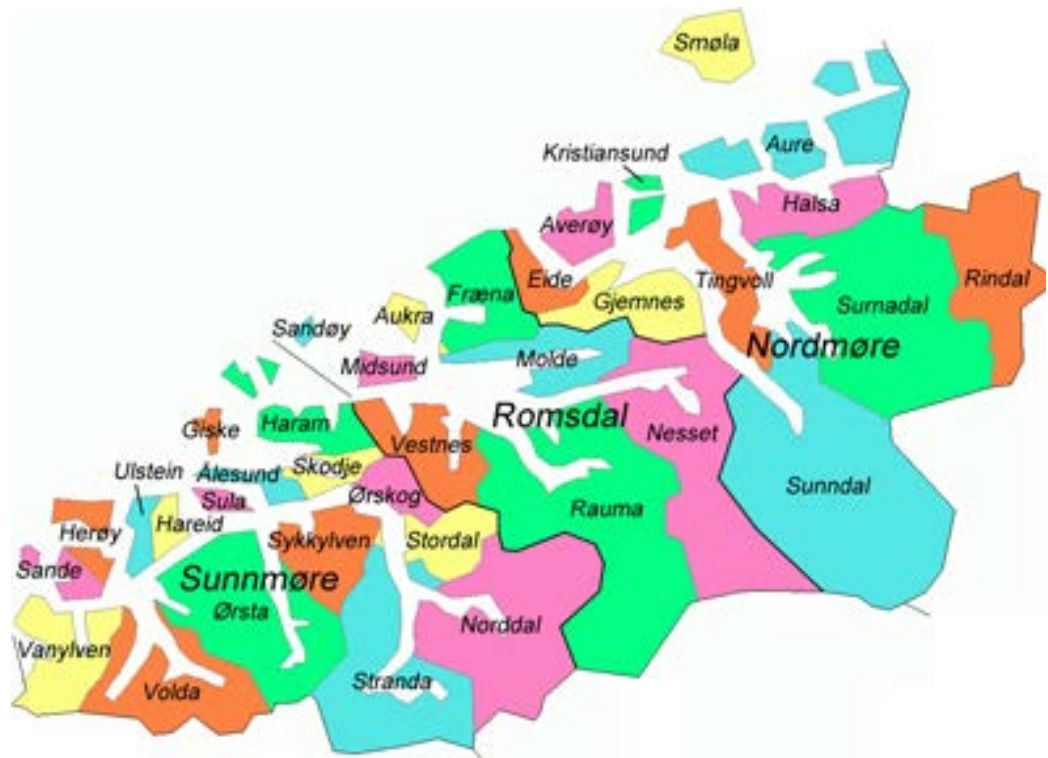 Smøla
Aure
Kristiansund
Halsa
Averøy
Rindal
Eide
Tingvoll
Fræna
Gjemnes
Surnadal
Aukra
Sandøy
Nordmøre
Midsund
Molde
Romsdal
Haram
Giske
Vestnes
Nesset
Ulstein
Ålesund
Skodje
Sunndal
Sula
Ørskog
Rauma
Hareid
Herøy
Sykkylven
Stordal
Sande
Sunnmøre
Ørsta
Norddal
Vanylven
Stranda
Volda